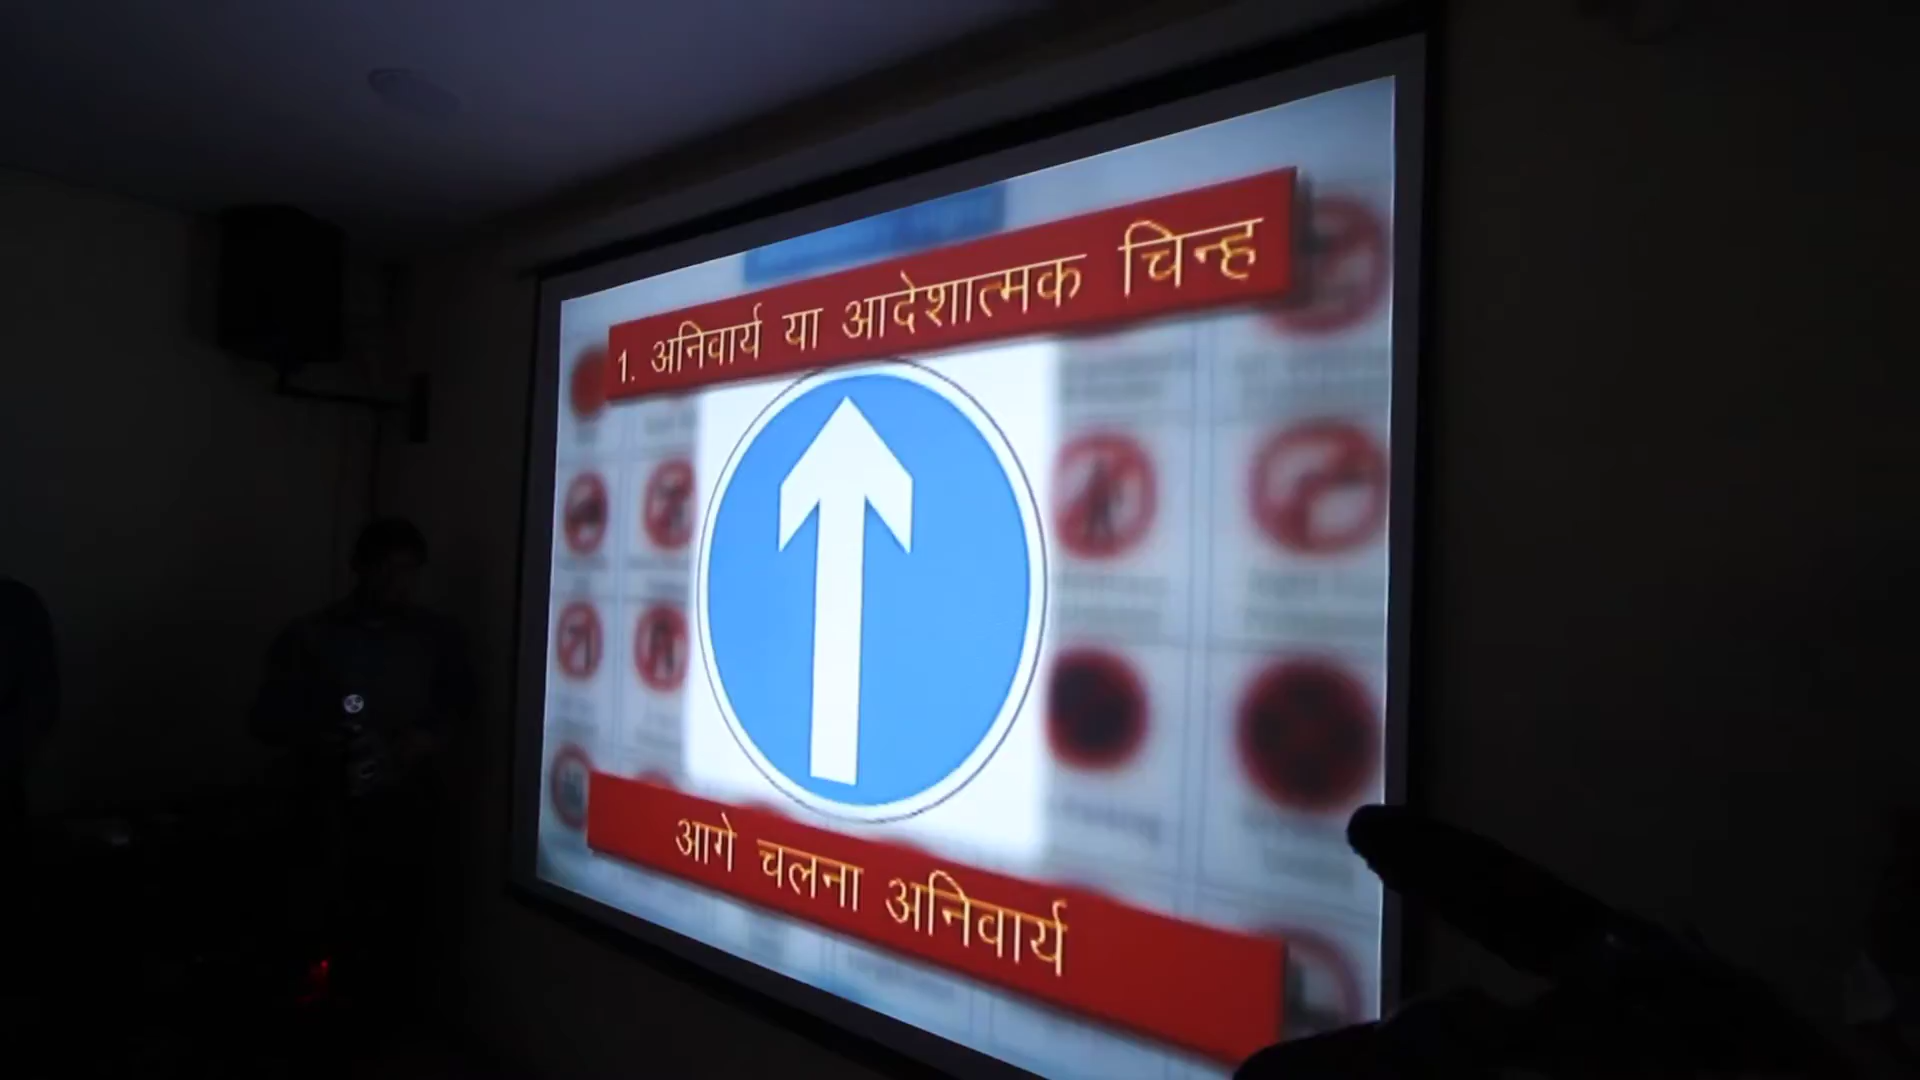 1. अनिवार्य या आदेशात्मक चिन्ह
आगे चलना अनिवार्य